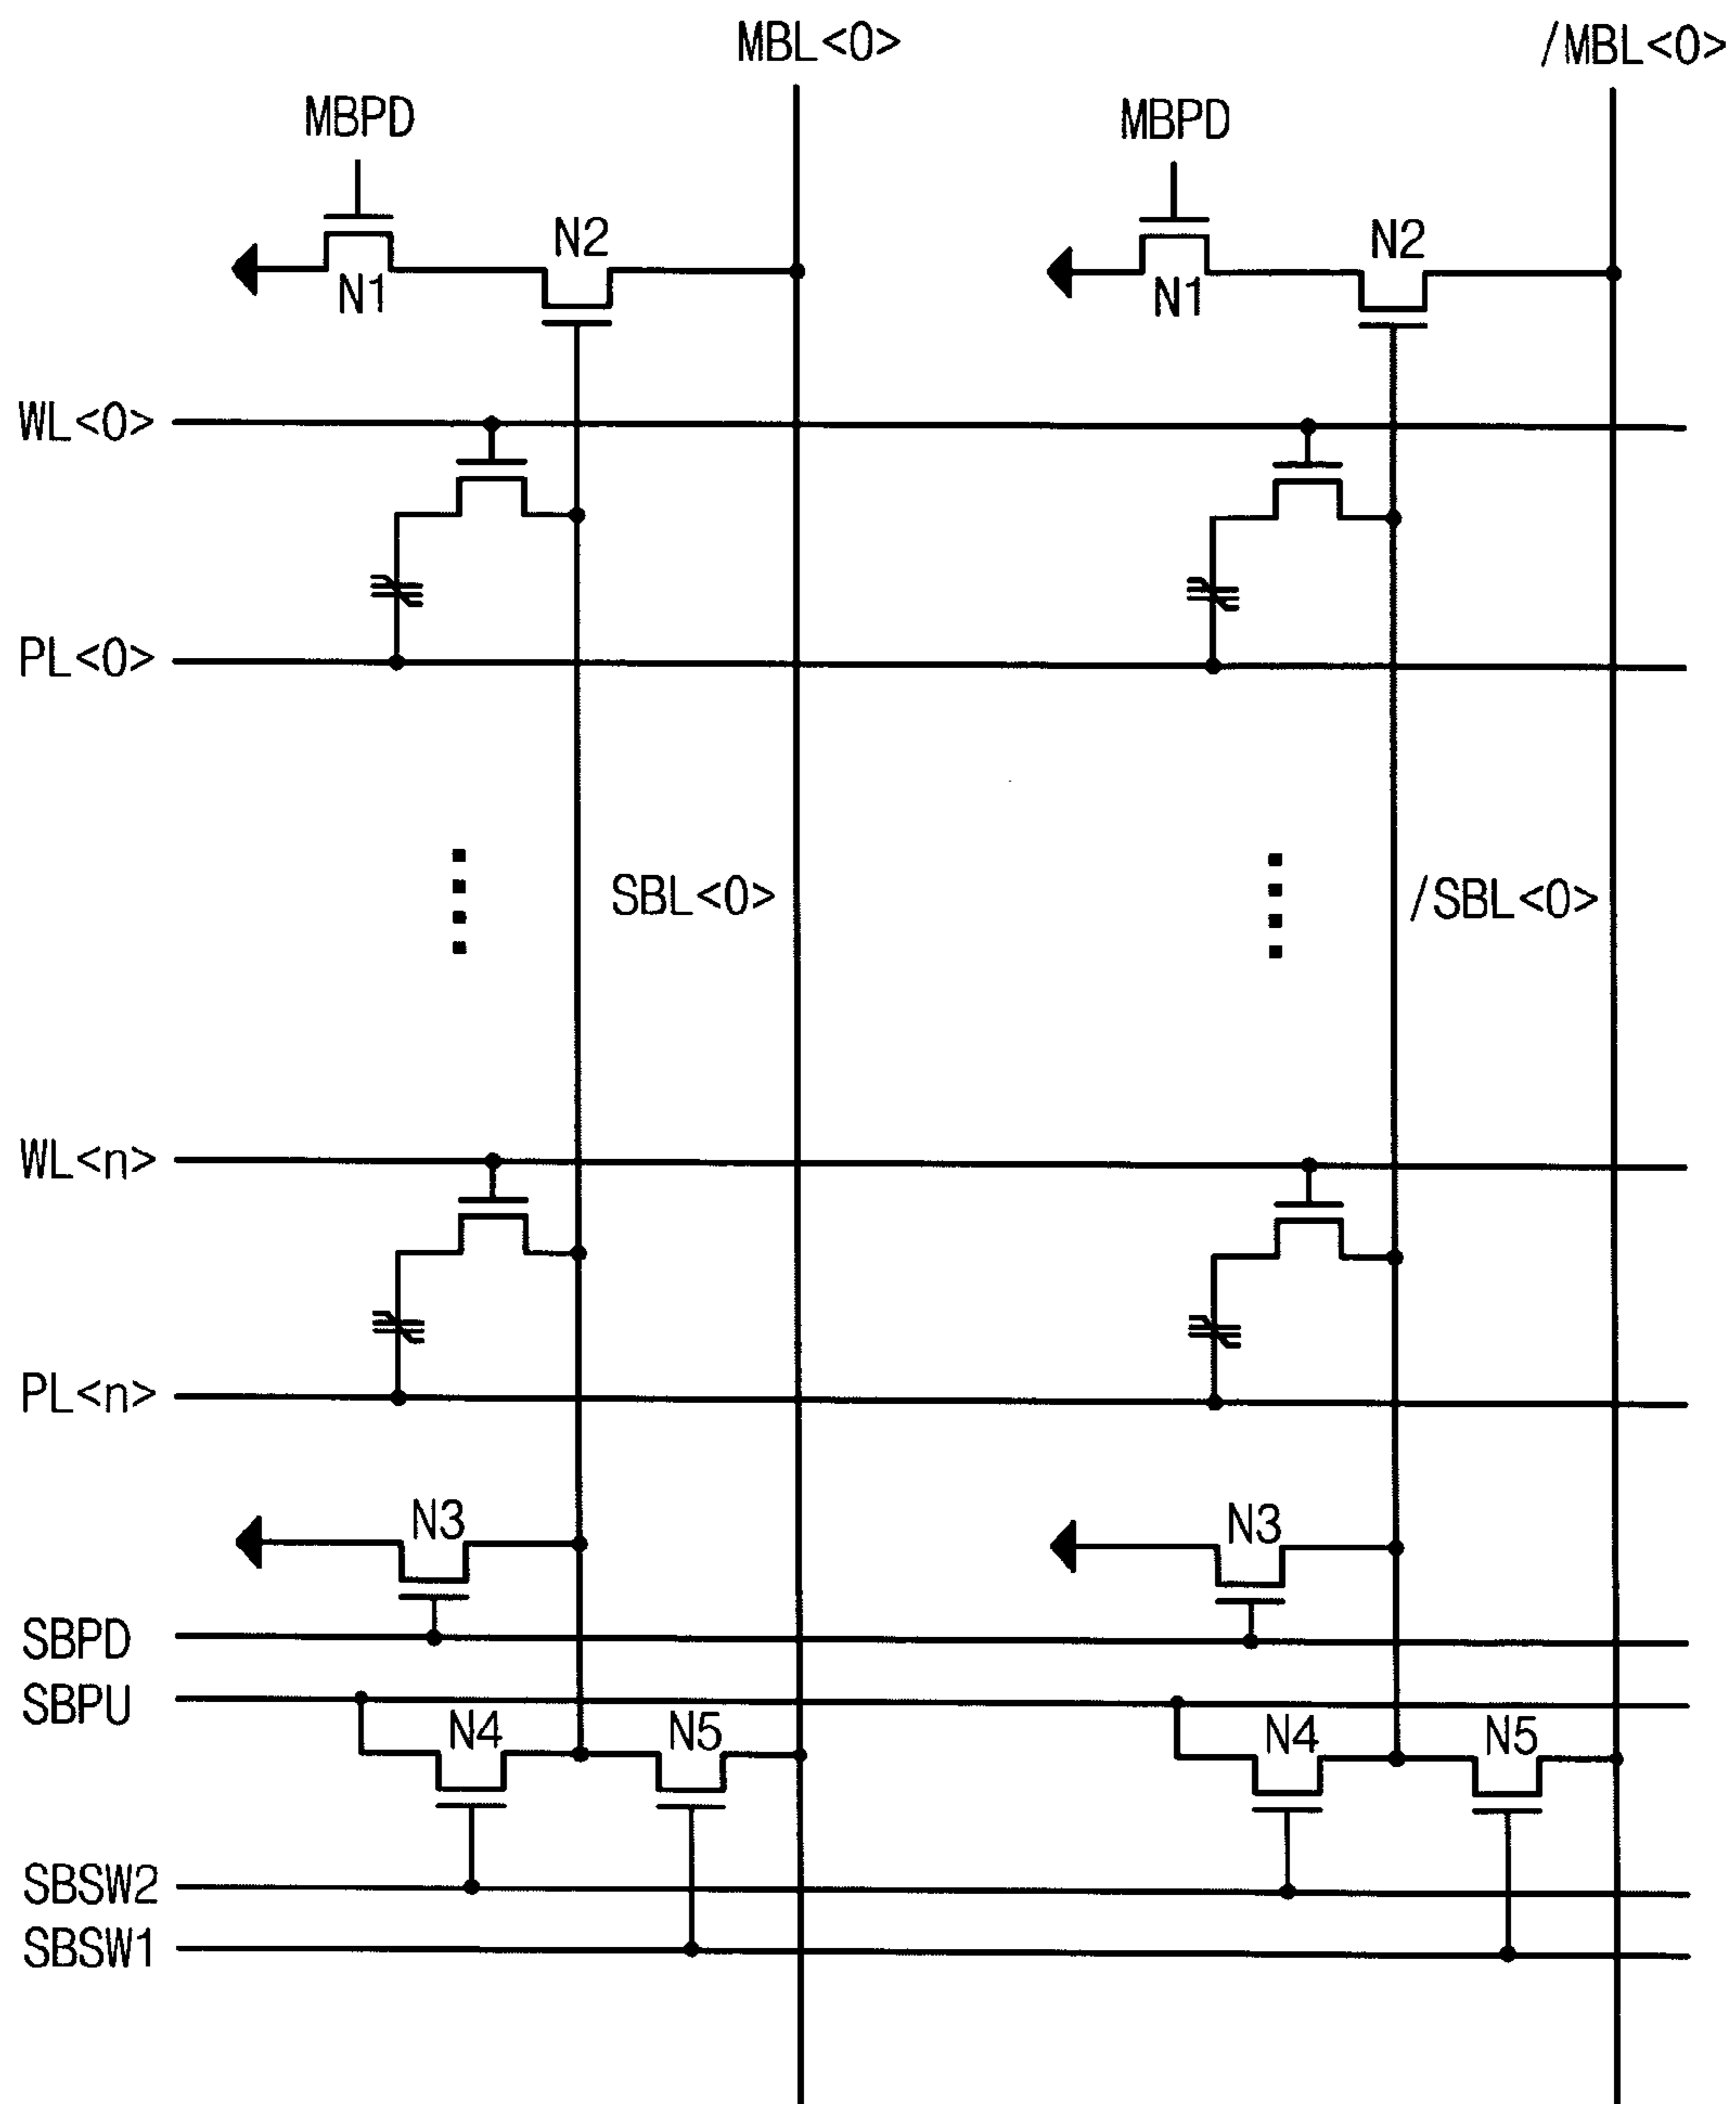 MBL<0>
/MBL<0>
MBPD
MBPD
N2
N2
N1
N1
WL<0>
PL<0>
SBL<0>
/SBL<0>
WL<n>
PL<n>
N3
N3
SBPD
SBPU
N4
N5
N4
N5
SBSW2
SBSW1